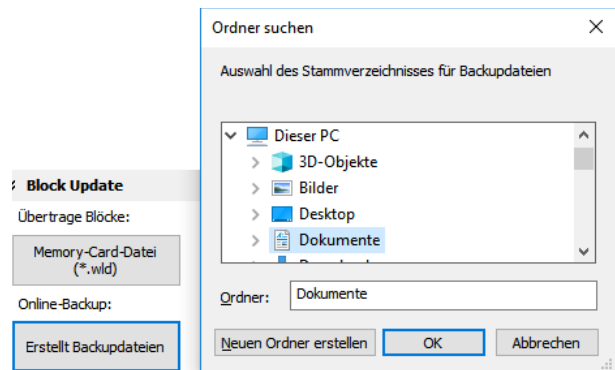 Ordner suchen
Auswahl des Stammverzeichnisses für Backupdateien
Dieser PC
3D-Objekte
Bilder
Desktop
Dokumente
Ordner:
Dokumente
Neuen Ordner erstellen
OK
Abbrechen
Block Update
Übertrage Blöcke:
Memory-Card-Datei
(*.wld)
Online-Backup:
Erstellt Backupdateien